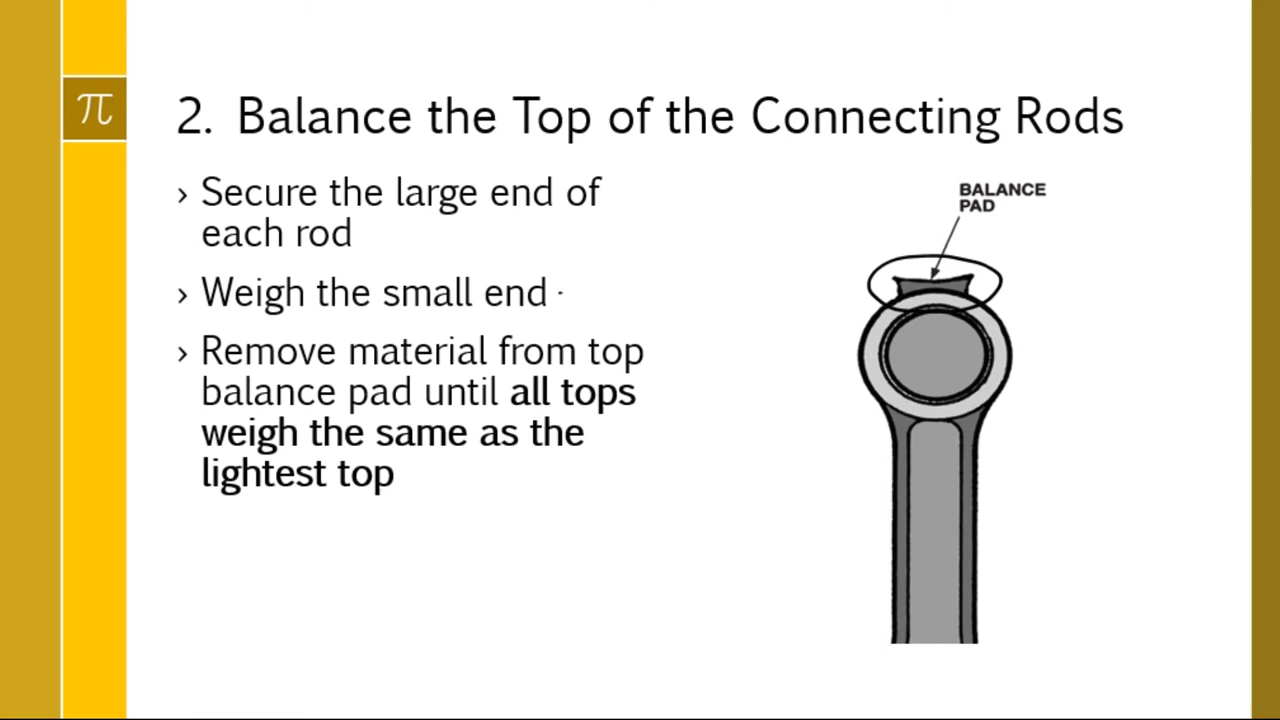 π
2. Balance the Top of the Connecting Rods
› Secure the large end of
each rod
› Weigh the small end
› Remove material from top
balance pad until all tops
weigh the same as the
lightest top
BALANCE
PAD